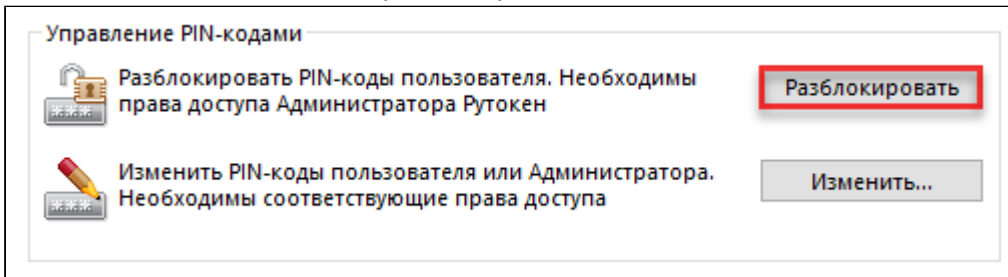 Управление PIN-кодами
Разблокировать PIN-коды пользователя. Необходимы
права доступа Администратора Рутокен
Разблокировать
Изменить PIN-коды пользователя или Администратора.
Необходимы соответствующие права доступа
Изменить...